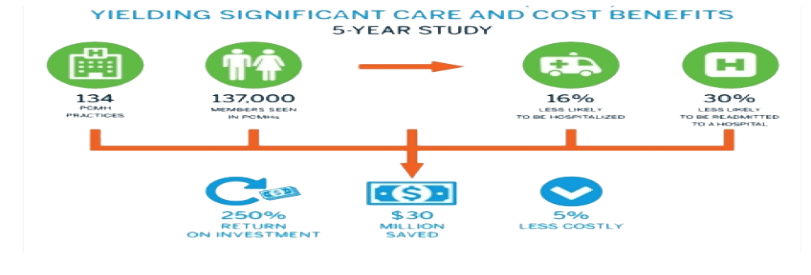 YIELDING SIGNIFICANT CARE AND COST BENEFITS
5-YEAR STUDY
134
PCMH
PRACTICES
137,000
MEMBERS SEEN
IN PCMHs
16%
LESS LIKELY
TO BE HOSPITALIZED
H
30%
LESS LIKELY
TO BE READMITTED
TO A HOSPITAL
250%
RETURN
ON INVESTMENT
$
$30
MILLION
SAVED
5%
LESS COSTLY